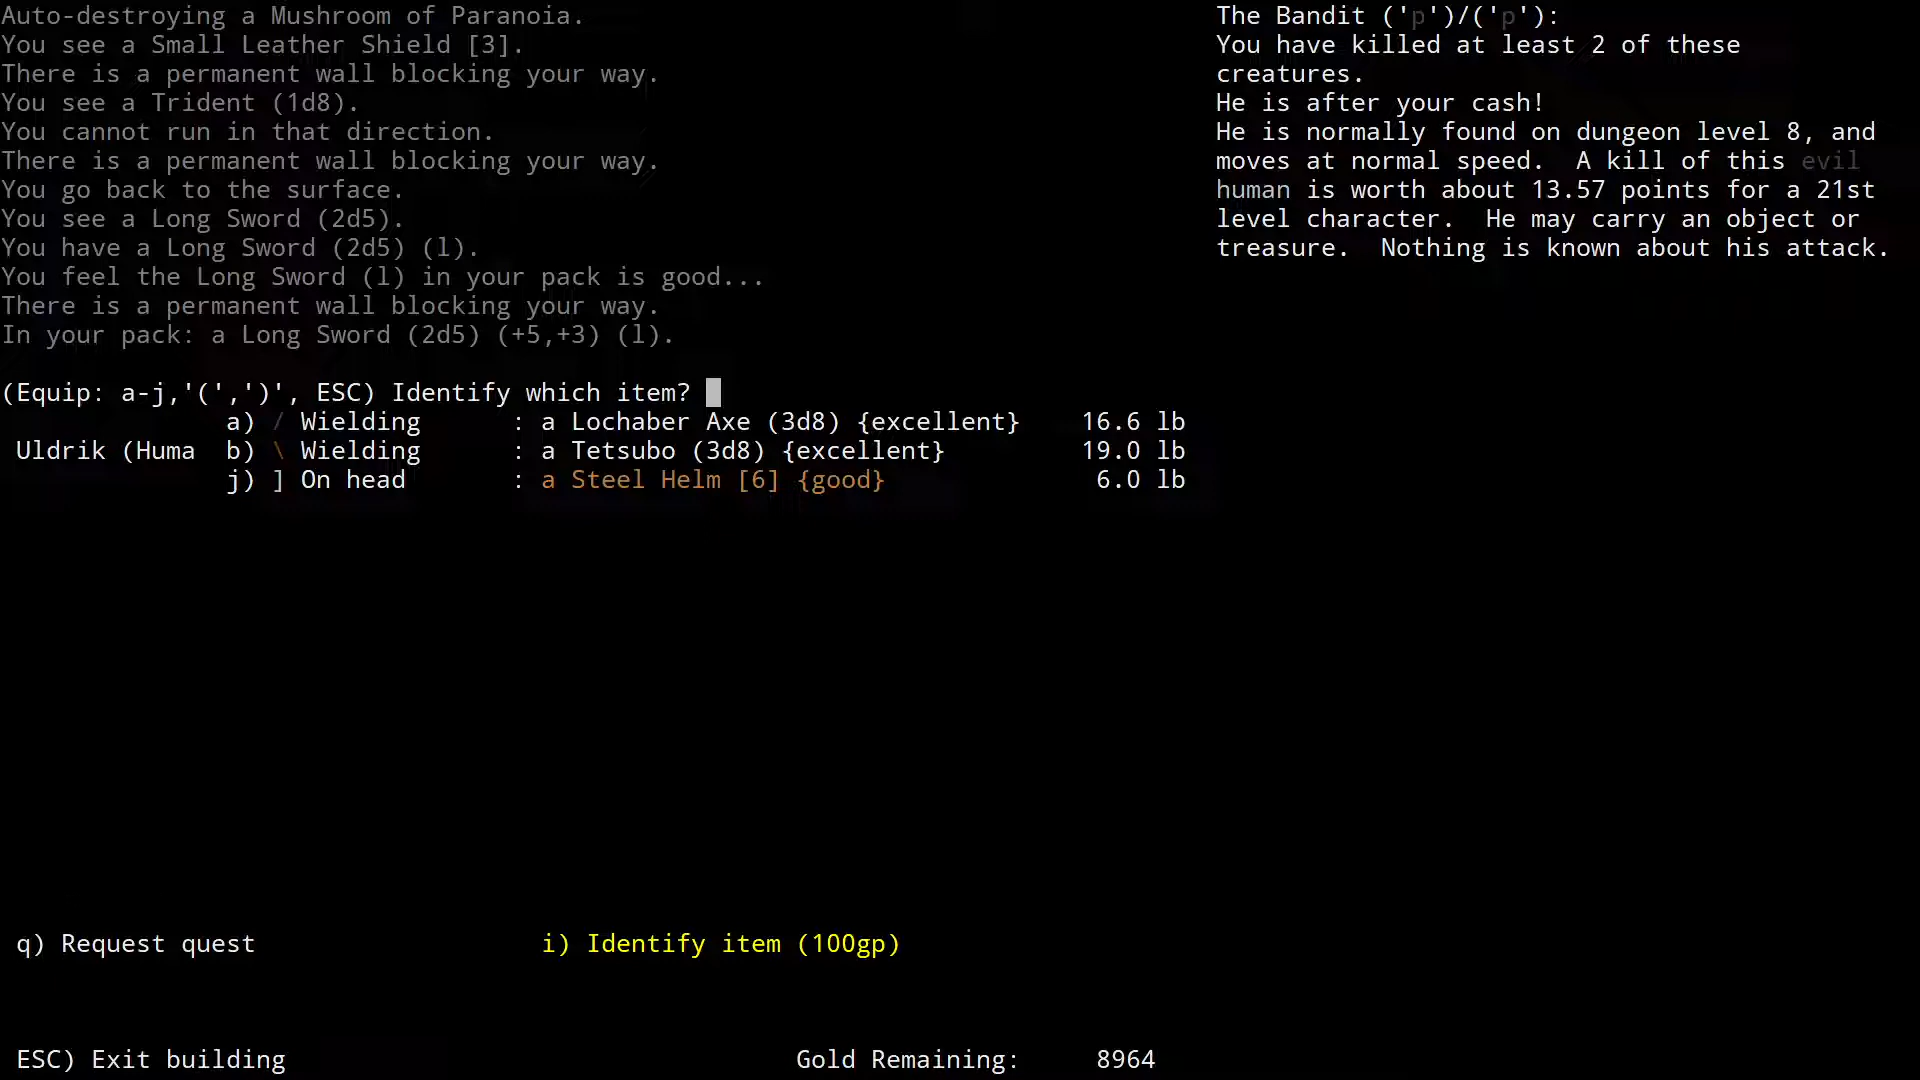 Auto-destroying a Mushroom of Paranoia.
You see a Small Leather Shield [3].
There is a permanent wall blocking your way.
You see a Trident (1d8).
You cannot run in that direction.
There is a permanent wall blocking your way.
You go back to the surface.
You see a Long Sword (2d5).
You have a Long Sword (2d5) (l).
You feel the Long Sword (l) in your pack is good...
There is a permanent wall blocking your way.
In your pack: a Long Sword (2d5) (+5,+3) (l).
(Equip: a-j,'(',')', ESC) Identify which item?
a) / Wielding : a Lochaber Axe (3d8) {excellent} 16.6 lb
Uldrik (Huma b) \ Wielding : a Tetsubo (3d8) {excellent} 19.0 lb
j) ] On head : a Steel Helm [6] {good} 6.0 lb
q) Request quest i) Identify item (100gp)
ESC) Exit building Gold Remaining: 8964
The Bandit ('p')/('p'):
You have killed at least 2 of these
creatures.
He is after your cash!
He is normally found on dungeon level 8, and
moves at normal speed. A kill of this evil
human is worth about 13.57 points for a 21st
level character. He may carry an object or
treasure. Nothing is known about his attack.